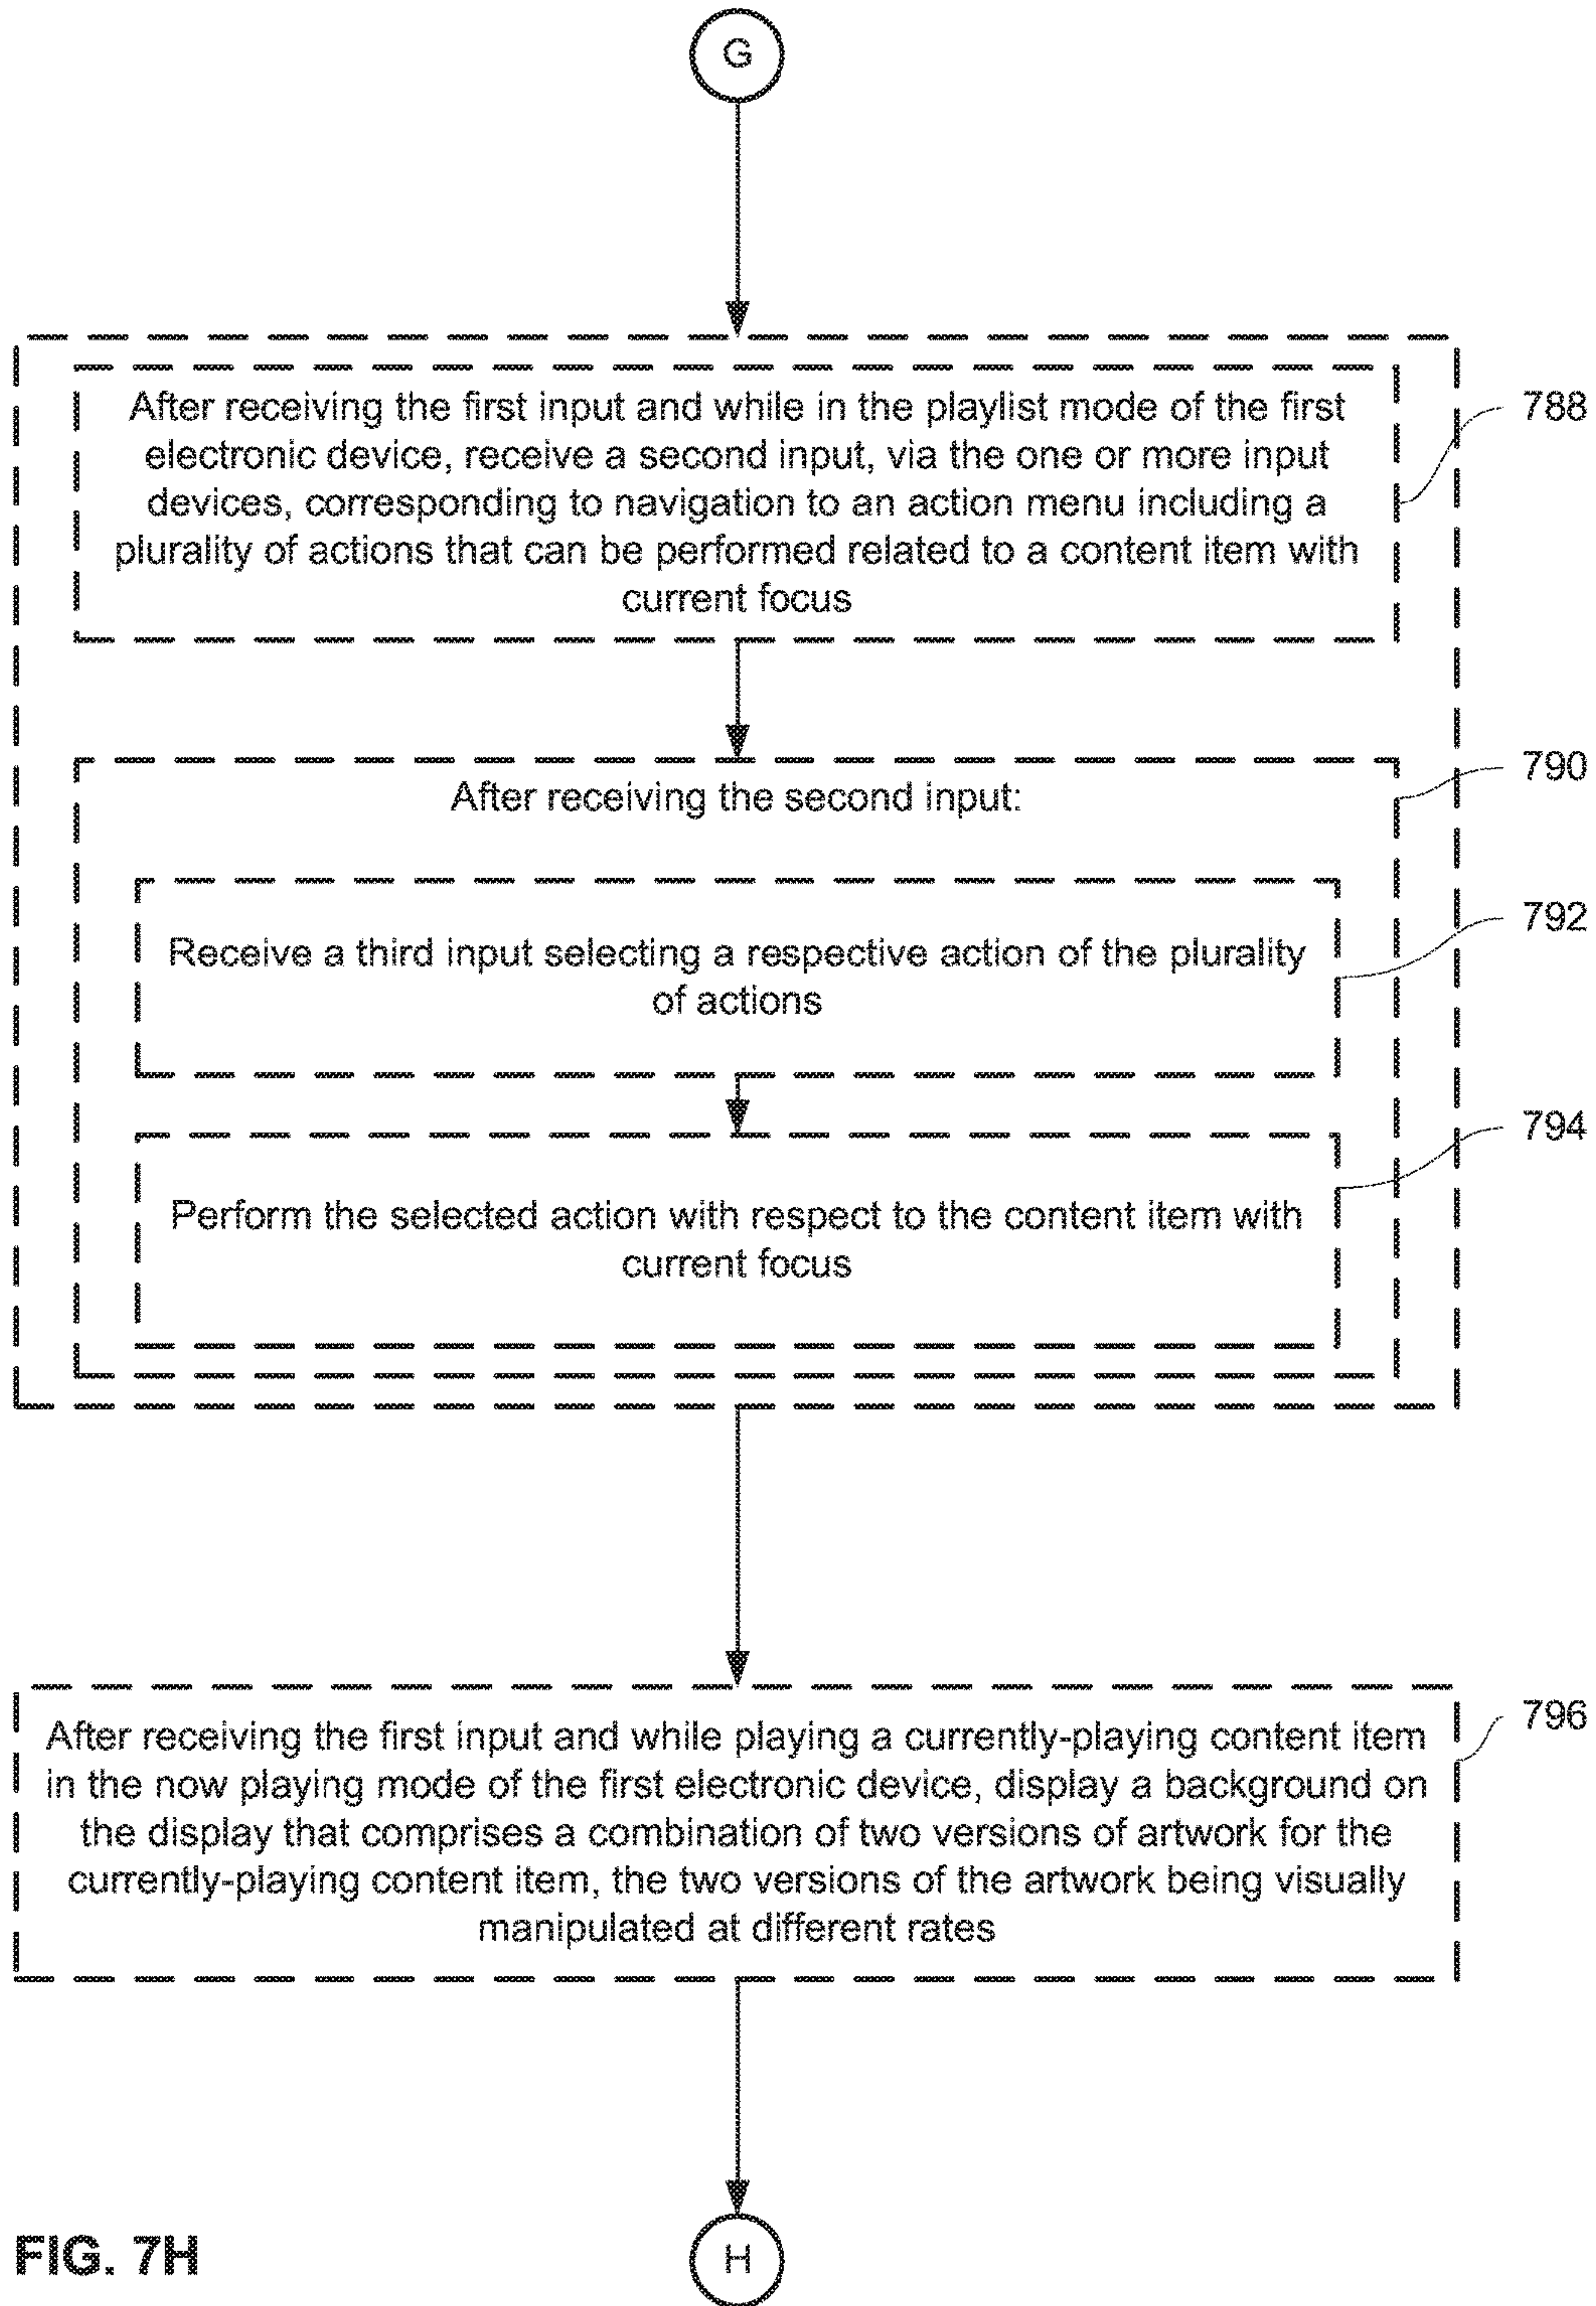 G
After receiving the first input and while in the playlist mode of the first
electronic device, receive a second input, via the one or more input
devices, corresponding to navigation to an action menu including a
plurality of actions that can be performed related to a content item with
current focus
788
After receiving the second input:
790
Receive a third input selecting a respective action of the plurality
of actions
792
Perform the selected action with respect to the content item with
current focus
794
After receiving the first input and while playing a currently-playing content item
in the now playing mode of the first electronic device, display a background on
the display that comprises a combination of two versions of artwork for the
currently-playing content item, the two versions of the artwork being visually
manipulated at different rates
796
H
FIG. 7H